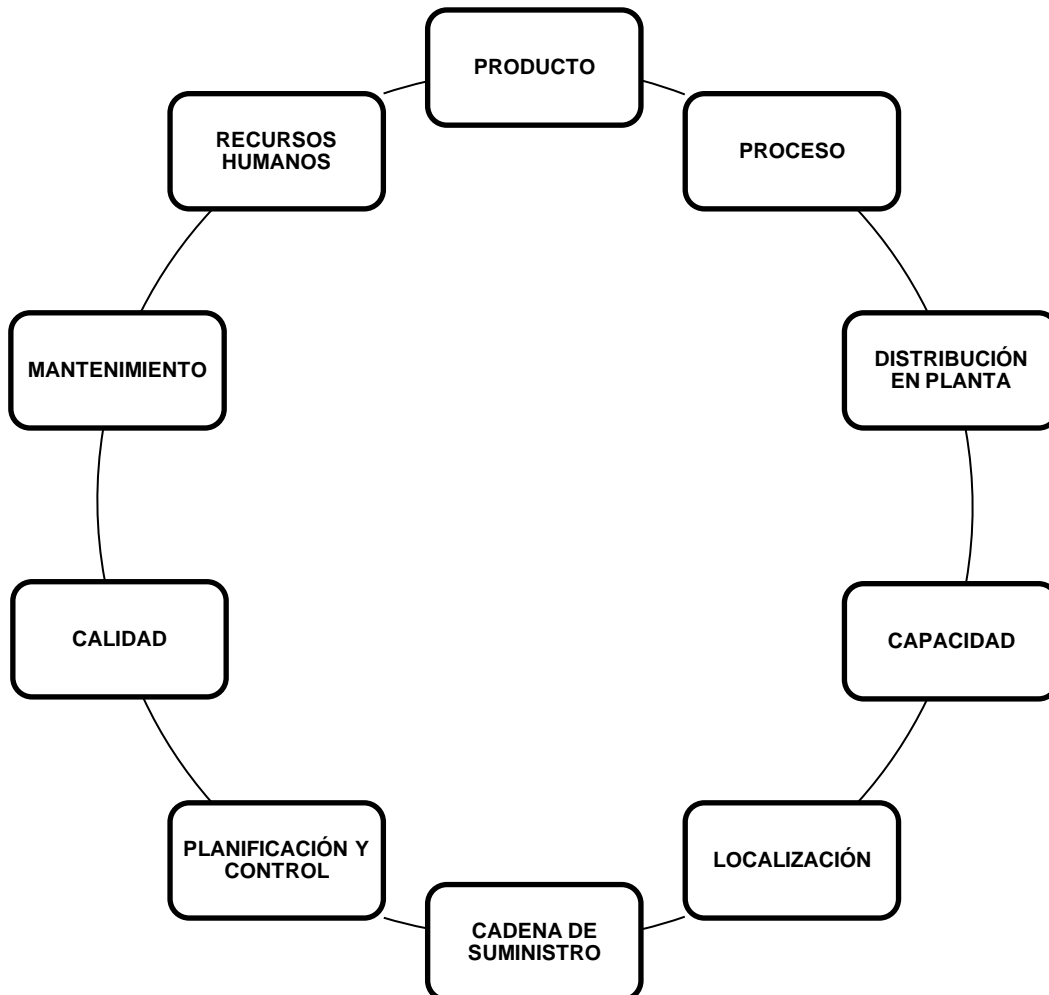 PRODUCTO
PROCESO
DISTRIBUCIÓN
EN PLANTA
CAPACIDAD
LOCALIZACIÓN
CADENA DE
SUMINISTRO
PLANIFICACIÓN Y
CONTROL
CALIDAD
MANTENIMIENTO
RECURSOS
HUMANOS